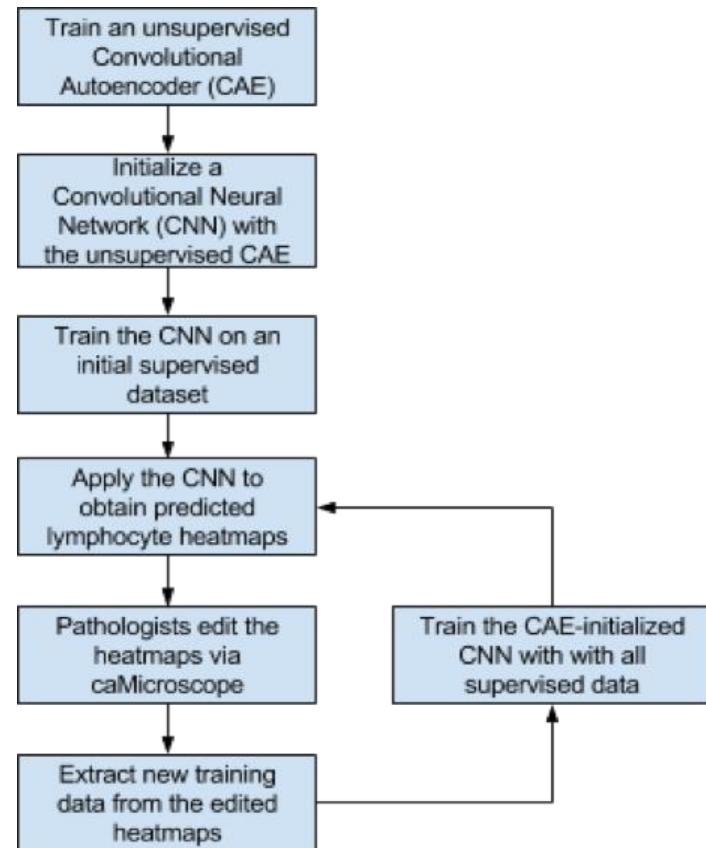 Train an unsupervised
Convolutional
Autoencoder (CAE)
Initialize a
Convolutional Neural
Network (CNN) with
the unsupervised CAE
Train the CNN on an
initial supervised
dataset
Apply the CNN to
obtain predicted
lymphocyte heatmaps
Pathologists edit the
heatmaps via
caMicroscope
Train the CAE-initialized
CNN with with all
supervised data
Extract new training
data from the edited
heatmaps